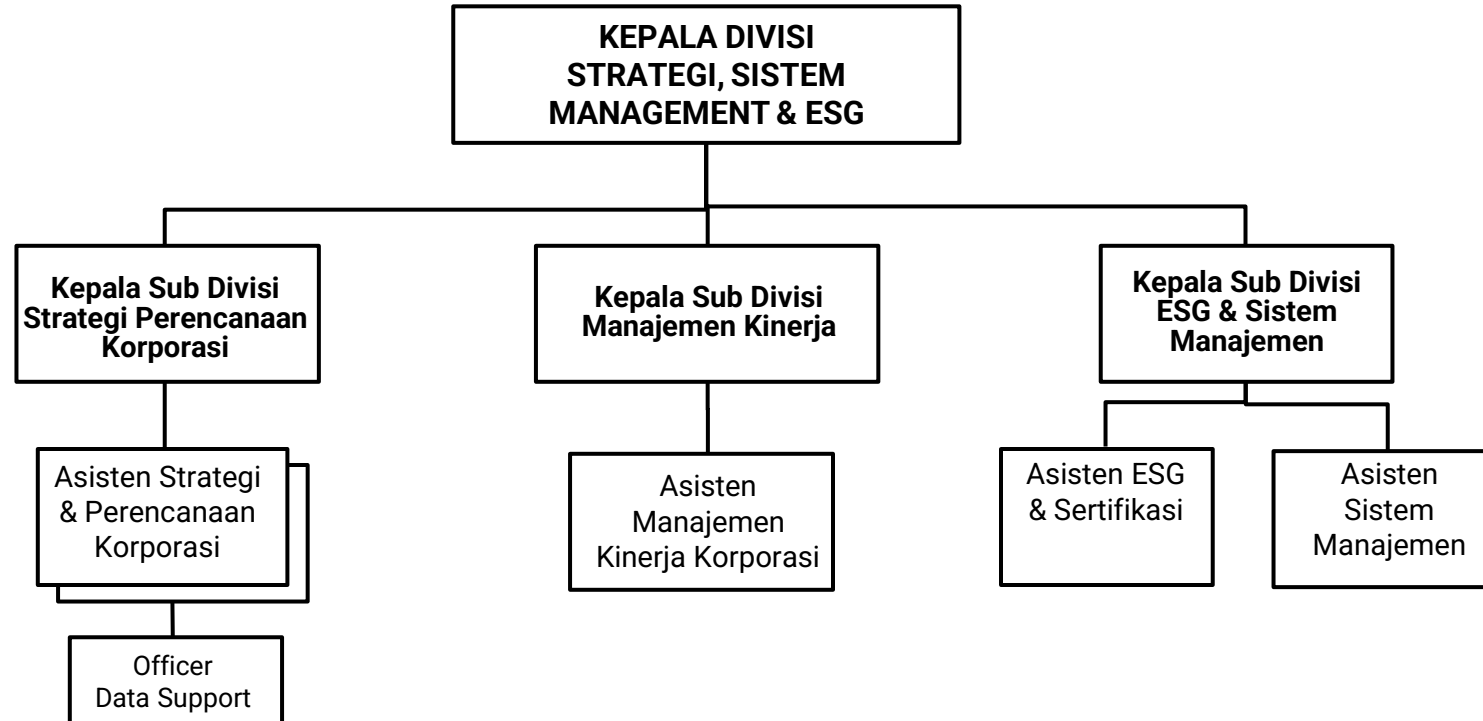 KEPALA DIVISI
STRATEGI, SISTEM
MANAGEMENT & ESG
Kepala Sub Divisi
Strategi Perencanaan
Korporasi
Kepala Sub Divisi
Manajemen Kinerja
Kepala Sub Divisi
ESG & Sistem
Manajemen
Asisten Strategi
& Perencanaan
Korporasi
Asisten
Manajemen
Kinerja Korporasi
Asisten ESG
& Sertifikasi
Asisten
Sistem
Manajemen
Officer
Data Support